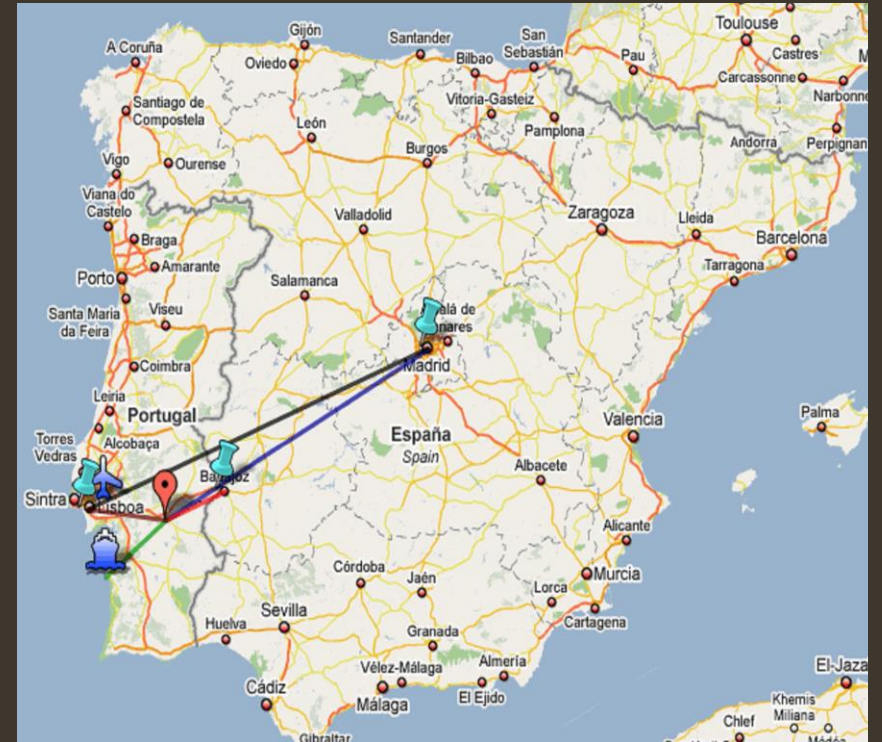 Toulouse
Gijón
Santander
San
Sebastián
A Coruña
Oviedo
Bilbao
Pau
Castres
Carcassonne
Narbonne
Santiago de
Compostela
Vitoria-Gasteiz
León
Pamplona
Andorra
Perpignan
Burgos
Vigo
Ourense
Viana do
Castelo
Valladolid
Zaragoza
Lleida
Barcelona
Braga
Tarragona
Porto
Amarante
Salamanca
Santa Maria
da Feira
Viseu
Madrid
Coimbra
Leiria
Portugal
Palma
Valencia
Torres
Vedras
Alcobaça
España
Spain
Albacete
Sintra
Lisboa
Alicante
Murcia
Córdoba
Jaén
Lorca
Cartagena
Sevilla
Huelva
Granada
Vélez-Málaga
Almería
El-Jaza
Cádiz
Málaga
El Ejido
Khemis
Miliana
Chlef
Gibraltar